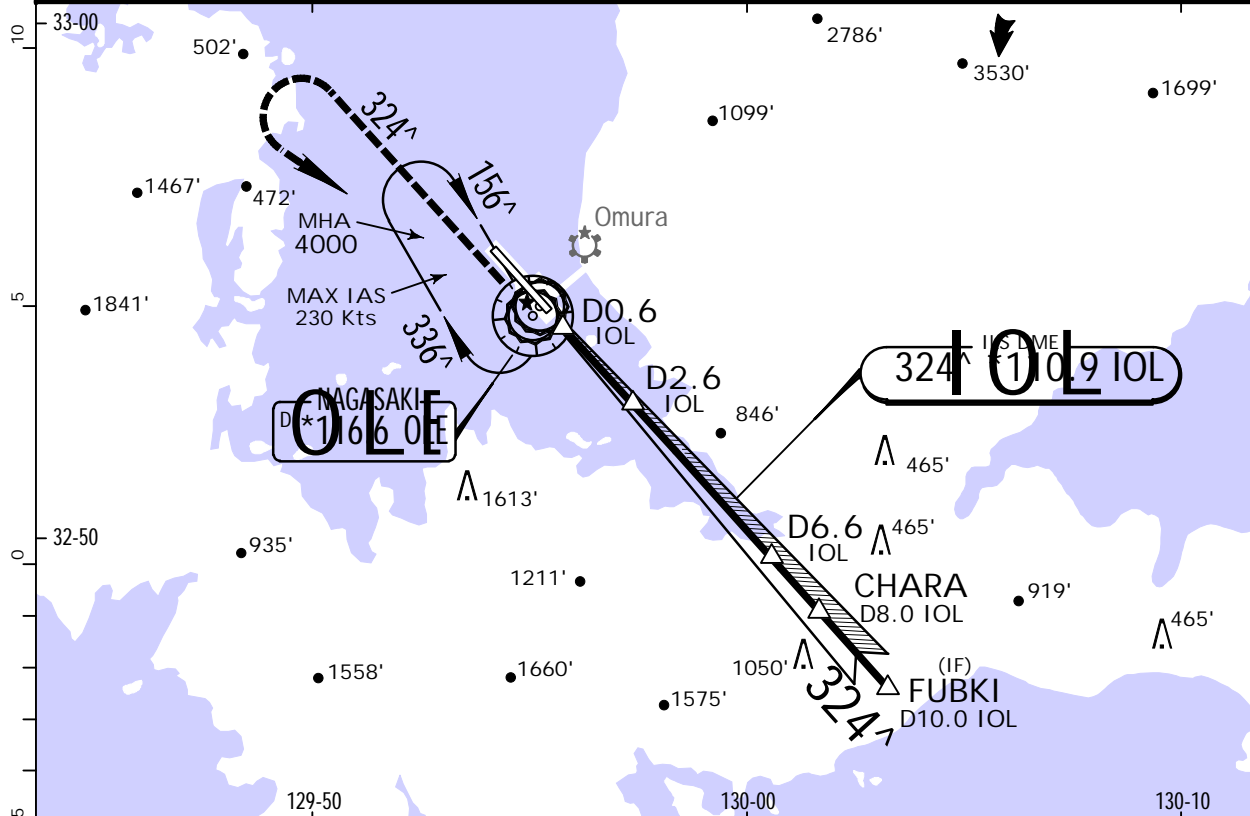 33-00
10
502'
2786'
3530'
1699'
324^
1099'
156^
1467'
472'
Omura
MHA
4000
MAX IAS
230 Kts
5
1841'
D0.6
IOL
336^
ILS DME
324^ *110.9 IOL
IOL
D2.6
IOL
NAGASAKI
*116.6 OLE
OLE
846'
465'
1613'
D6.6
IOL
465'
32-50
0
935'
1211'
CHARA
D8.0 IOL
919'
465'
1558'
1660'
1050'
(IF)
1575'
324^
FUBKI
D10.0 IOL
129-50
130-00
130-10
5